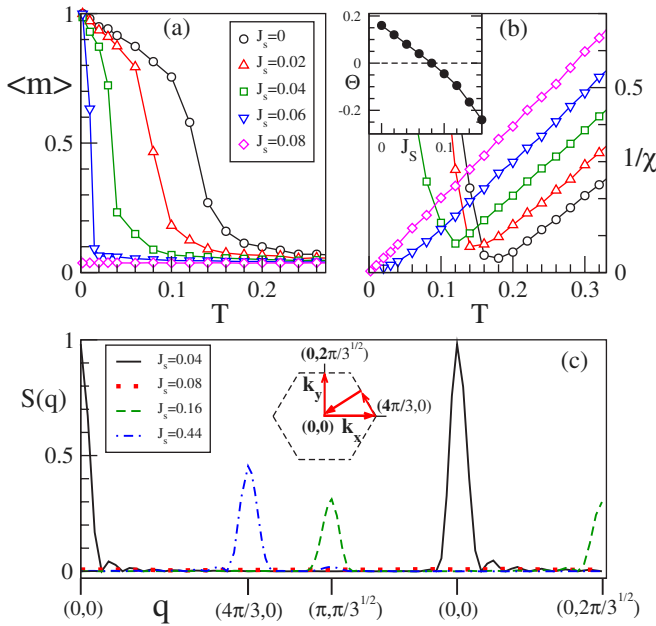 (a)
J_s=0
J_s=0.02
J_s=0.04
J_s=0.06
J_s=0.08
<m>
1
0.5
0
0 0.1 0.2
T
(b)
0.2
0
-0.2
Θ
0 0.1
J_S
0.5
0
1/χ
0 0.1 0.2 0.3
T
(c)
J_s=0.04
J_s=0.08
J_s=0.16
J_s=0.44
S(q)
1
0.5
0
(0,2π/3^{1/2})
k_y
(4π/3,0)
(0,0) k_x
(0,0) q (4π/3,0) (π,π/3^{1/2}) (0,0) (0,2π/3^{1/2})